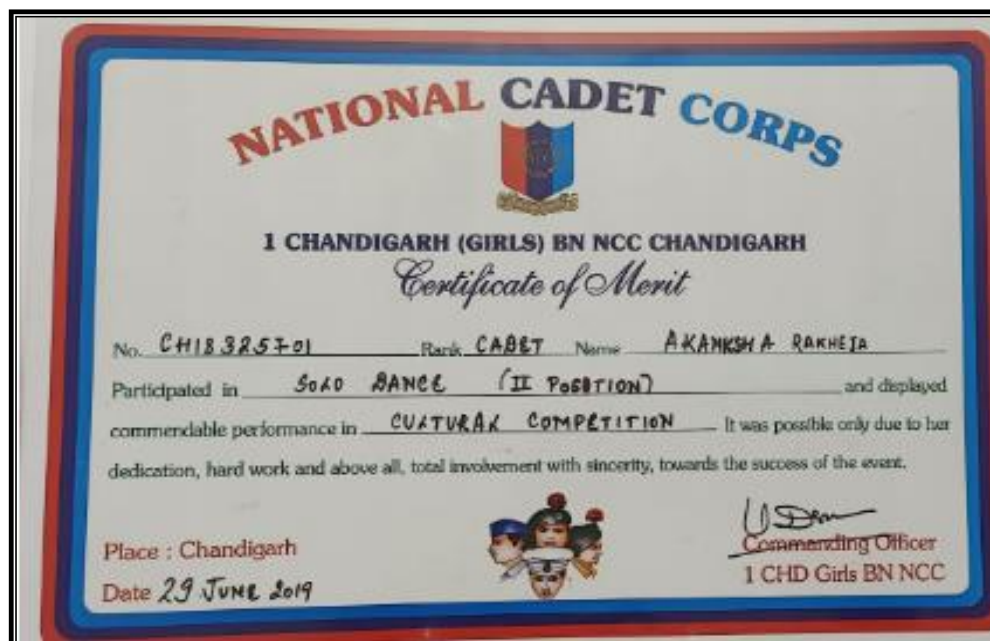 NATIONAL CADET CORPS
1 CHANDIGARH (GIRLS) BN NCC CHANDIGARH
Certificate of Merit
No. CH18325701 Rank CADET Name AKANKSHA RAKHEJA
Participated in SOLO DANCE (II POSITION) and displayed
commendable performance in CULTURAL COMPETITION It was possible only due to her
dedication, hard work and above all, total involvement with sincerity, towards the success of the event.
Place : Chandigarh
Commanding Officer
Date 29 JUNE 2019
1 CHD Girls BN NCC